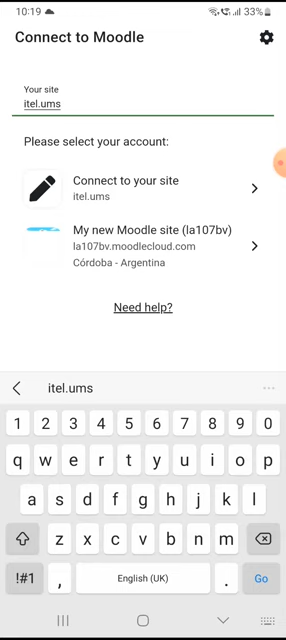 10:19
33%
Connect to Moodle
Your site
itel.ums
Please select your account:
Connect to your site
itel.ums
My new Moodle site (la107bv)
la107bv.moodlecloud.com
Córdoba - Argentina
Need help?
itel.ums
1 2 3 4 5 6 7 8 9 0
q w e r t y u i o p
a s d f g h j k l
z x c v b n m
!#1 , English (UK) . Go